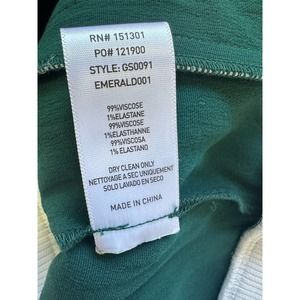 RN# 151301
PO# 121900
STYLE: GS0091
EMERALD001
99%VISCOSE
1%ELASTANE
99%VISCOSE
1%ELASTHANNE
99%VISCOSA
1% ELASTANO
DRY CLEAN ONLY
NETTOYAGE A SEC UNIQUEMENT
SOLO LAVADO EN SECO
MADE IN CHINA